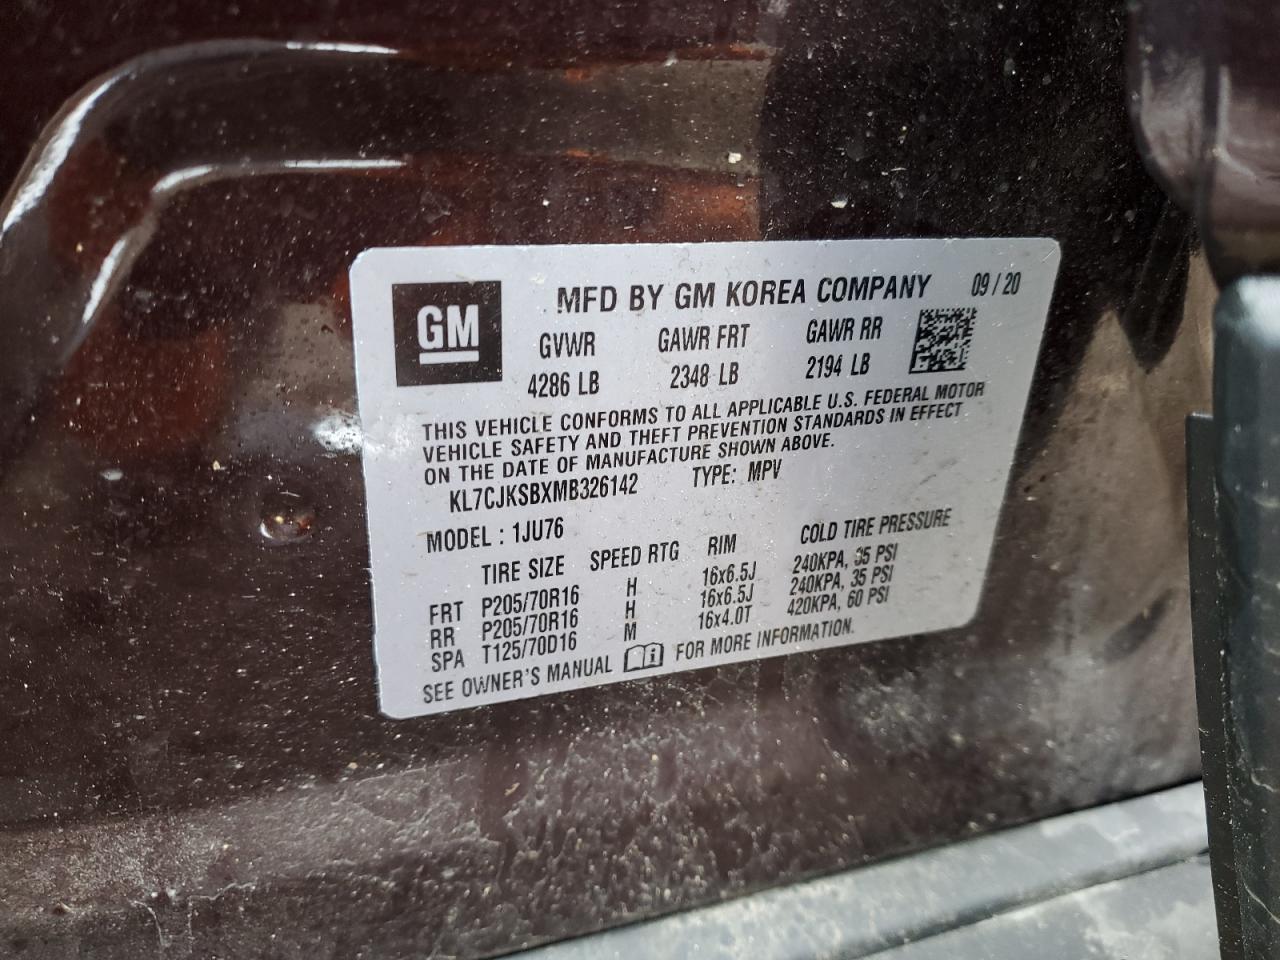 GM
MFD BY GM KOREA COMPANY 09 / 20
GVWR GAWR FRT GAWR RR
4286 LB 2348 LB 2194 LB
THIS VEHICLE CONFORMS TO ALL APPLICABLE U.S. FEDERAL MOTOR
VEHICLE SAFETY AND THEFT PREVENTION STANDARDS IN EFFECT
ON THE DATE OF MANUFACTURE SHOWN ABOVE.
KL7CJKSBXMB326142 TYPE: MPV
MODEL : 1JU76
TIRE SIZE SPEED RTG RIM COLD TIRE PRESSURE
FRT P205/70R16 H 16x6.5J 240KPA, 35 PSI
RR P205/70R16 H 16x6.5J 240KPA, 35 PSI
SPA T125/70D16 M 16x4.0T 420KPA, 60 PSI
SEE OWNER'S MANUAL FOR MORE INFORMATION.